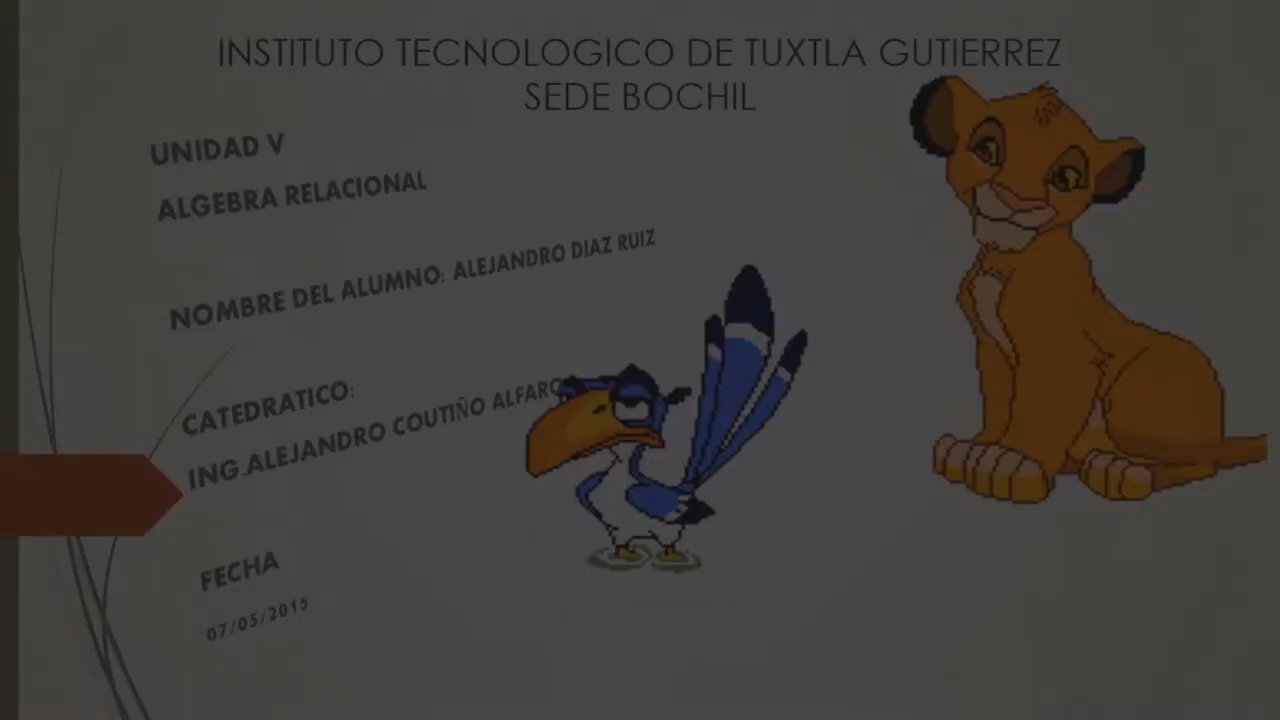 INSTITUTO TECNOLOGICO DE TUXTLA GUTIERREZ
SEDE BOCHIL
UNIDAD V
ALGEBRA RELACIONAL
NOMBRE DEL ALUMNO: ALEJANDRO DIAZ RUIZ
CATEDRATICO:
ING.ALEJANDRO COUTIÑO ALFARO
FECHA
07/05/2015